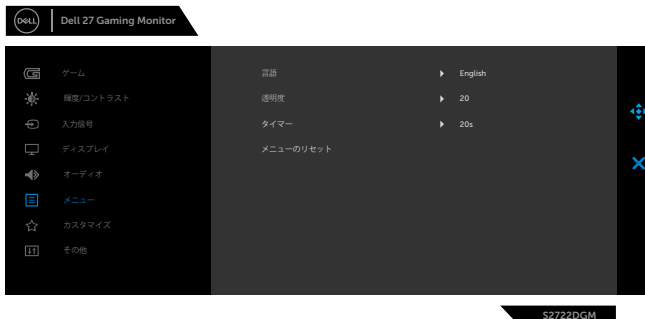 DELL
Dell 27 Gaming Monitor
ゲーム
言語 English
輝度/コントラスト
透明度 20
入力信号
タイマー 20s
ディスプレイ
メニューのリセット
オーディオ
メニュー
カスタマイズ
その他
S2722DGM